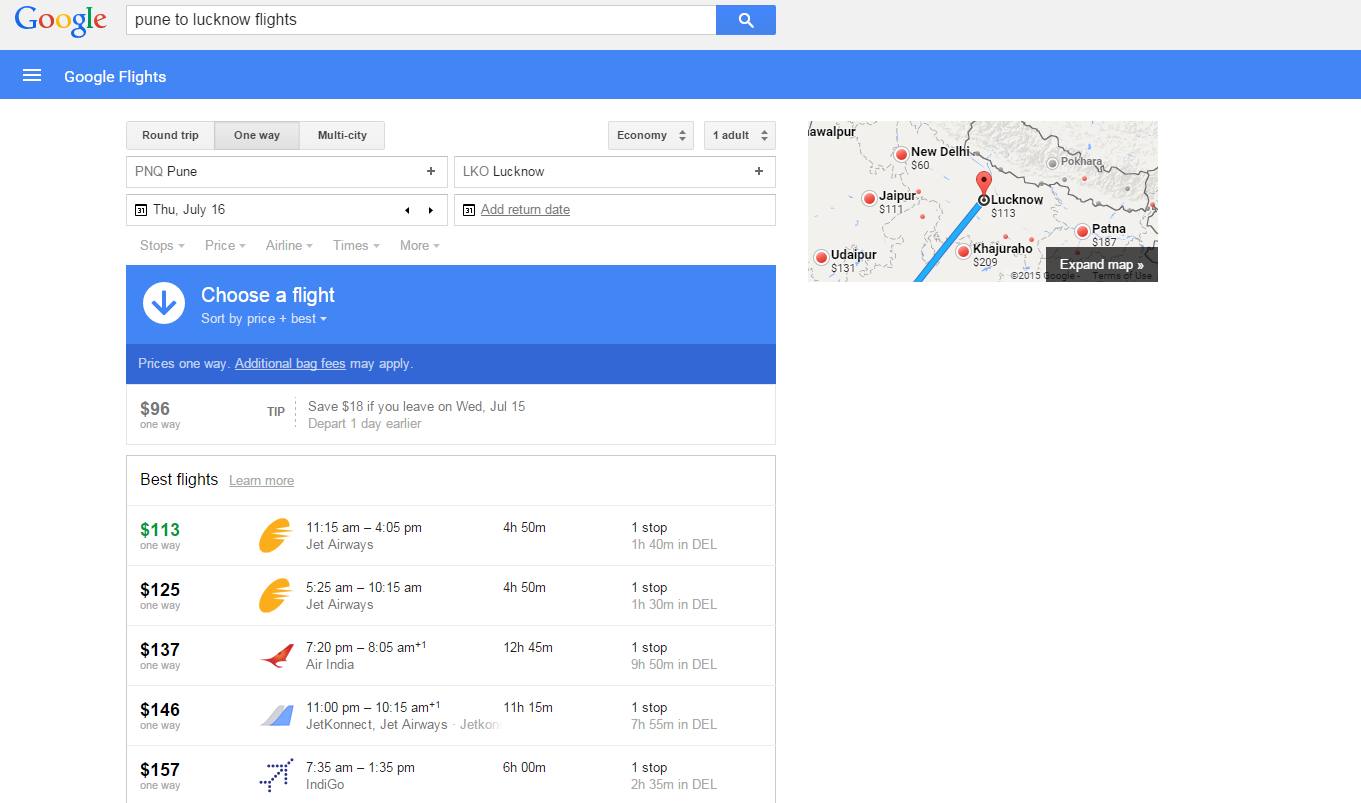 Google
pune to lucknow flights
Google Flights
Round trip One way Multi-city
Economy 1 adult
PNQ Pune +
LKO Lucknow +
31 Thu, July 16
31 Add return date
Stops Price Airline Times More
Choose a flight
Sort by price + best
Prices one way. Additional bag fees may apply.
$96
one way
TIP
Save $18 if you leave on Wed, Jul 15
Depart 1 day earlier
Best flights Learn more
$113 11:15 am – 4:05 pm 4h 50m 1 stop
one way Jet Airways 1h 40m in DEL
$125 5:25 am – 10:15 am 4h 50m 1 stop
one way Jet Airways 1h 30m in DEL
$137 7:20 pm – 8:05 am+1 12h 45m 1 stop
one way Air India 9h 50m in DEL
$146 11:00 pm – 10:15 am+1 11h 15m 1 stop
one way JetKonnect, Jet Airways · Jetkon 7h 55m in DEL
$157 7:35 am – 1:35 pm 6h 00m 1 stop
one way IndiGo 2h 35m in DEL
awalpur
New Delhi
$60
Pokhara
Jaipur
$111
Lucknow
$113
Patna
$187
Udaipur
$131
Khajuraho
$209
Expand map »
©2015 Google - Terms of Use